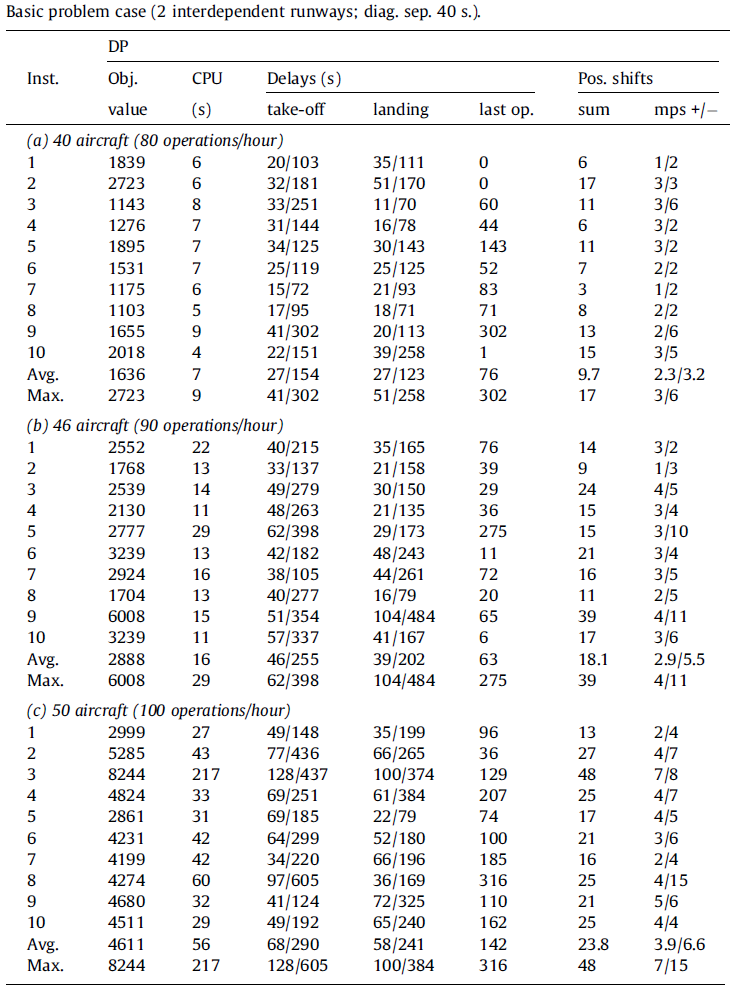 Basic problem case (2 interdependent runways; diag. sep. 40 s.).
DP
Inst. Obj. CPU Delays (s) Pos. shifts
value (s) take-off landing last op. sum mps +/−
(a) 40 aircraft (80 operations/hour)
1 1839 6 20/103 35/111 0 6 1/2
2 2723 6 32/181 51/170 0 17 3/3
3 1143 8 33/251 11/70 60 11 3/6
4 1276 7 31/144 16/78 44 6 3/2
5 1895 7 34/125 30/143 143 11 3/2
6 1531 7 25/119 25/125 52 7 2/2
7 1175 6 15/72 21/93 83 3 1/2
8 1103 5 17/95 18/71 71 8 2/2
9 1655 9 41/302 20/113 302 13 2/6
10 2018 4 22/151 39/258 1 15 3/5
Avg. 1636 7 27/154 27/123 76 9.7 2.3/3.2
Max. 2723 9 41/302 51/258 302 17 3/6
(b) 46 aircraft (90 operations/hour)
1 2552 22 40/215 35/165 76 14 3/2
2 1768 13 33/137 21/158 39 9 1/3
3 2539 14 49/279 30/150 29 24 4/5
4 2130 11 48/263 21/135 36 15 3/4
5 2777 29 62/398 29/173 275 15 3/10
6 3239 13 42/182 48/243 11 21 3/4
7 2924 16 38/105 44/261 72 16 3/5
8 1704 13 40/277 16/79 20 11 2/5
9 6008 15 51/354 104/484 65 39 4/11
10 3239 11 57/337 41/167 6 17 3/6
Avg. 2888 16 46/255 39/202 63 18.1 2.9/5.5
Max. 6008 29 62/398 104/484 275 39 4/11
(c) 50 aircraft (100 operations/hour)
1 2999 27 49/148 35/199 96 13 2/4
2 5285 43 77/436 66/265 36 27 4/7
3 8244 217 128/437 100/374 129 48 7/8
4 4824 33 69/251 61/384 207 25 4/7
5 2861 31 69/185 22/79 74 17 4/5
6 4231 42 64/299 52/180 100 21 3/6
7 4199 42 34/220 66/196 185 16 2/4
8 4274 60 97/605 36/169 316 25 4/15
9 4680 32 41/124 72/325 110 21 5/6
10 4511 29 49/192 65/240 162 25 4/4
Avg. 4611 56 68/290 58/241 142 23.8 3.9/6.6
Max. 8244 217 128/605 100/384 316 48 7/15